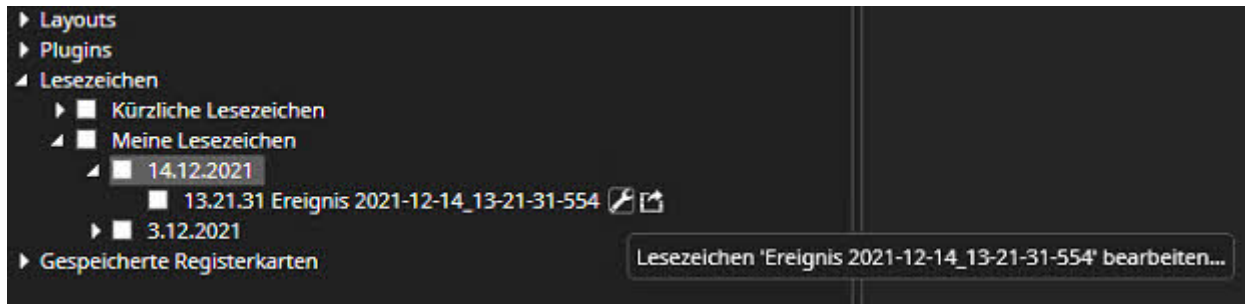 Layouts
Plugins
Lesezeichen
Kürzliche Lesezeichen
Meine Lesezeichen
14.12.2021
13.21.31 Ereignis 2021-12-14_13-21-31-554
3.12.2021
Gespeicherte Registerkarten
Lesezeichen 'Ereignis 2021-12-14_13-21-31-554' bearbeiten...